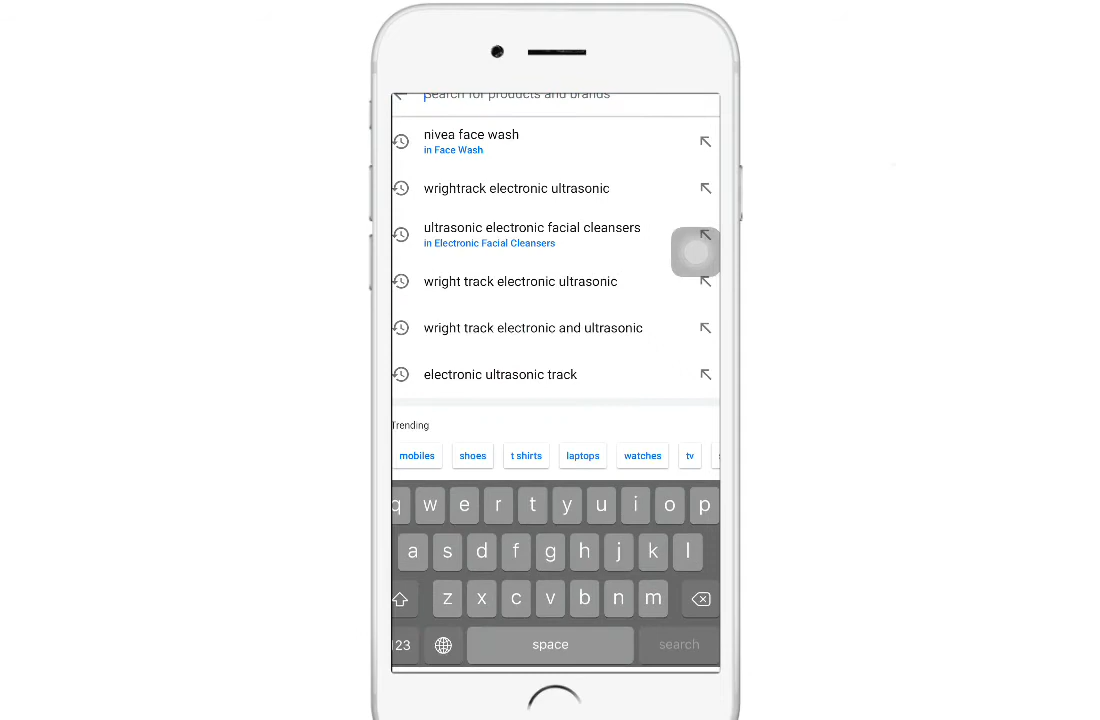 Search for products and brands
nivea face wash
in Face Wash
wrightrack electronic ultrasonic
ultrasonic electronic facial cleansers
in Electronic Facial Cleansers
wright track electronic ultrasonic
wright track electronic and ultrasonic
electronic ultrasonic track
Trending
mobiles shoes t shirts laptops watches tv
q w e r t y u i o p
a s d f g h j k l
z x c v b n m
123 space search